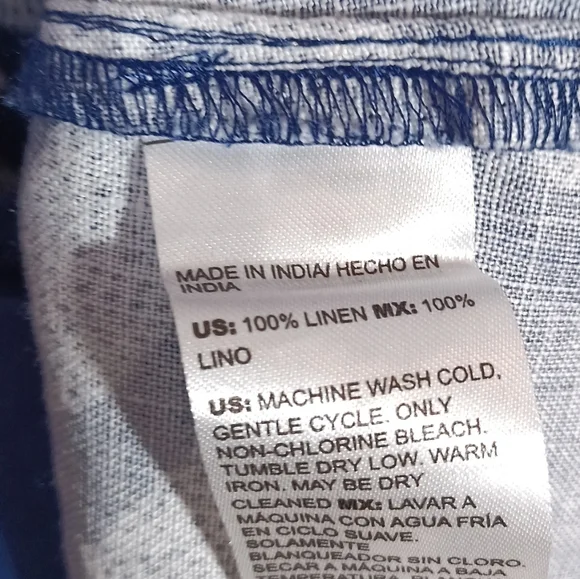 MADE IN INDIA/ HECHO EN
INDIA
US: 100% LINEN MX: 100%
LINO
US: MACHINE WASH COLD,
GENTLE CYCLE. ONLY
NON-CHLORINE BLEACH.
TUMBLE DRY LOW. WARM
IRON. MAY BE DRY
CLEANED MX: LAVAR A
MÁQUINA CON AGUA FRÍA
EN CICLO SUAVE.
SOLAMENTE
BLANQUEADOR SIN CLORO.
SECAR A MÁQUINA A BAJA